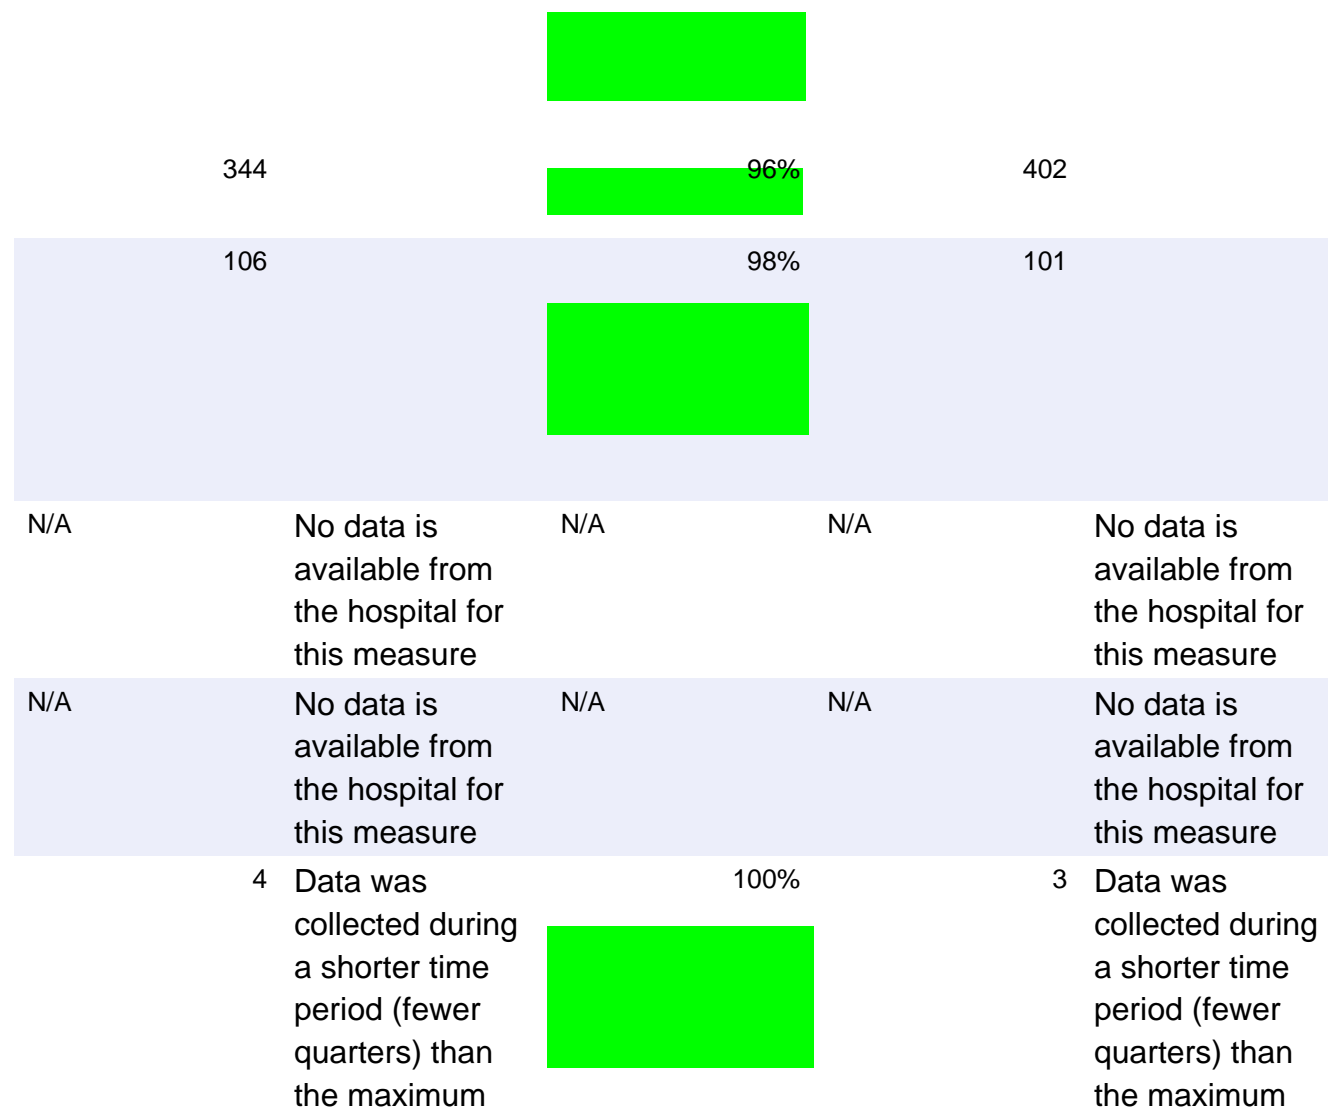 344 96% 402
106 98% 101
N/A No data is N/A N/A No data is
available from available from
the hospital for the hospital for
this measure this measure
N/A No data is N/A N/A No data is
available from available from
the hospital for the hospital for
this measure this measure
4 Data was 100% 3 Data was
collected during collected during
a shorter time a shorter time
period (fewer period (fewer
quarters) than quarters) than
the maximum the maximum